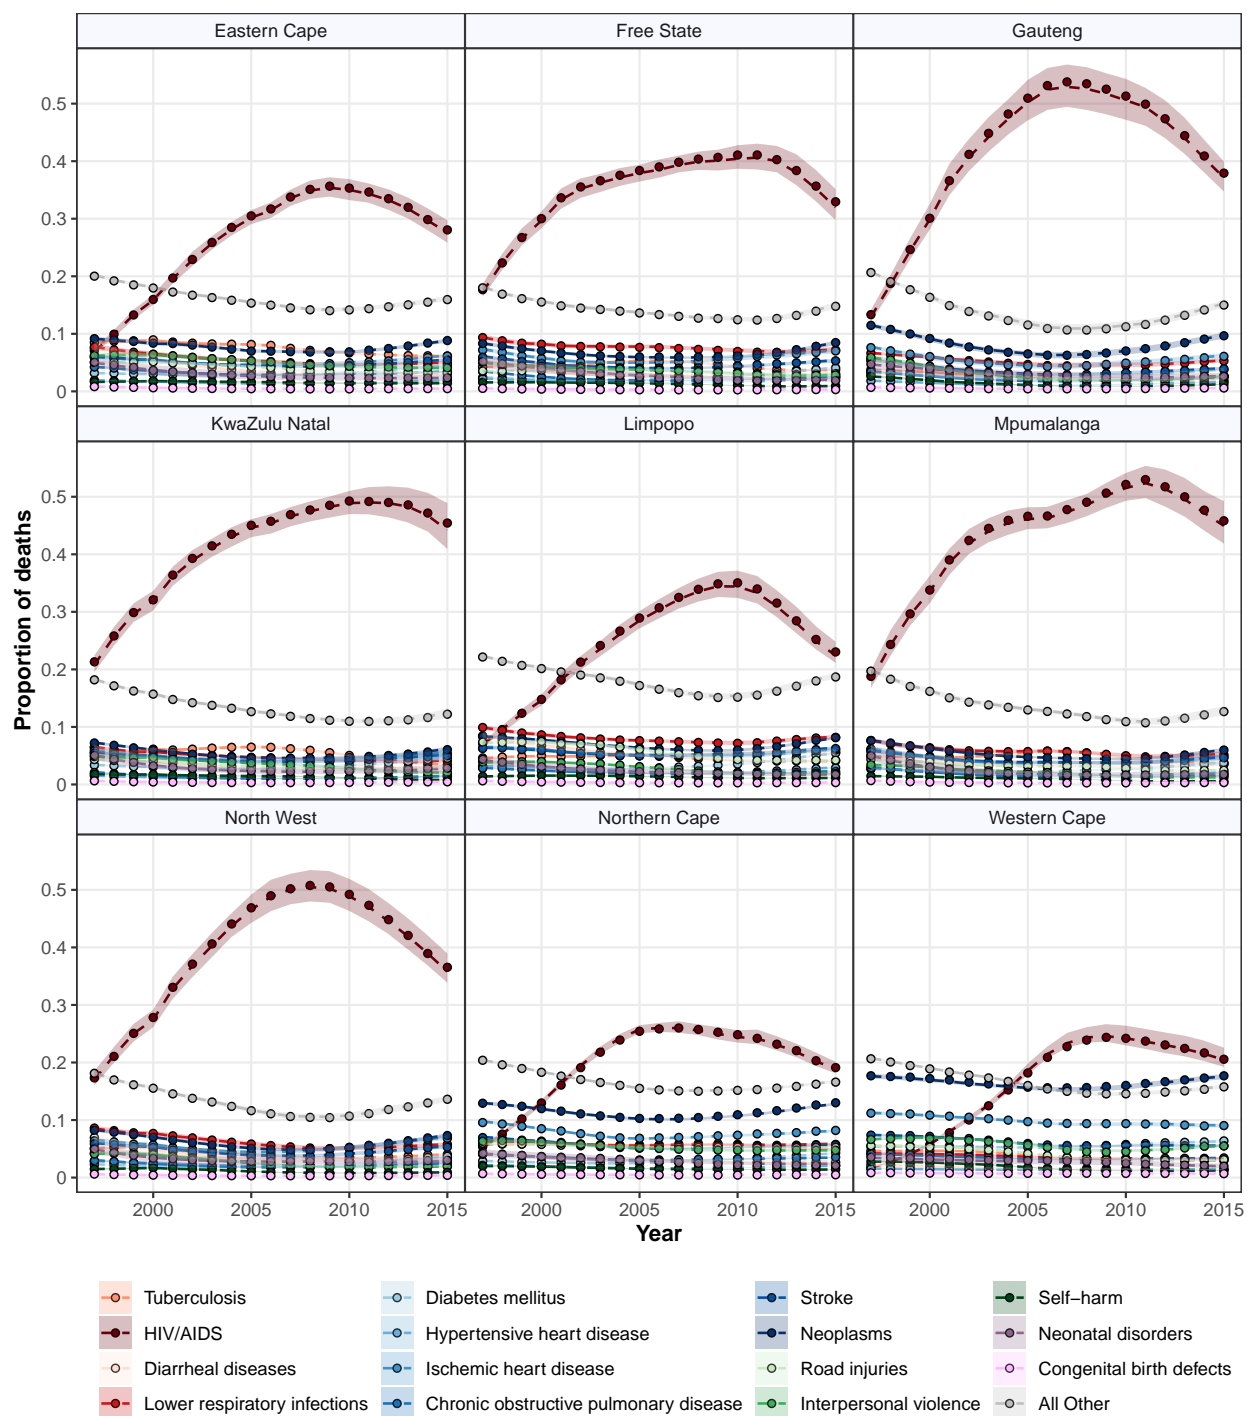 Eastern Cape Free State Gauteng
0.5
0.4
0.3
0.2
0.1
0
KwaZulu Natal Limpopo Mpumalanga
0.5
0.4
0.3
0.2
0.1
0
North West Northern Cape Western Cape
0.5
0.4
0.3
0.2
0.1
0
Proportion of deaths
2000 2005 2010 2015 2000 2005 2010 2015 2000 2005 2010 2015
Year
Tuberculosis Diabetes mellitus Stroke Self−harm
HIV/AIDS Hypertensive heart disease Neoplasms Neonatal disorders
Diarrheal diseases Ischemic heart disease Road injuries Congenital birth defects
Lower respiratory infections Chronic obstructive pulmonary disease Interpersonal violence All Other